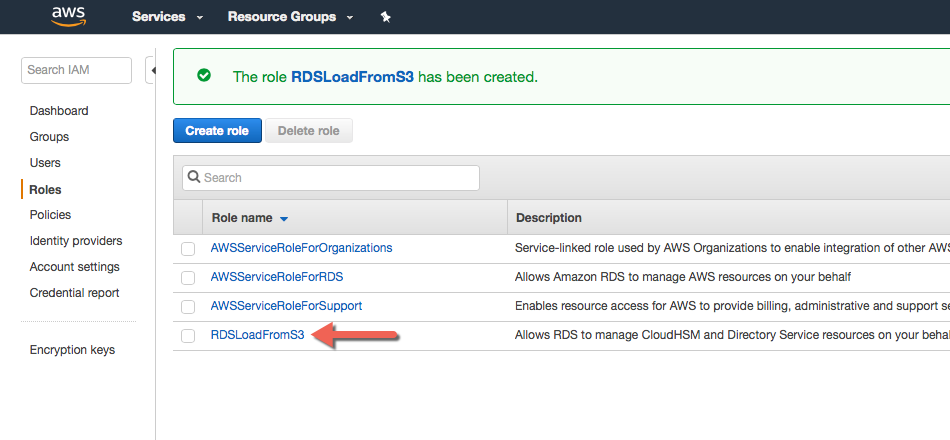 aws Services Resource Groups
Search IAM
Dashboard
Groups
Users
Roles
Policies
Identity providers
Account settings
Credential report
Encryption keys
The role RDSLoadFromS3 has been created.
Create role Delete role
Search
Role name Description
AWSServiceRoleForOrganizations Service-linked role used by AWS Organizations to enable integration of other AWS
AWSServiceRoleForRDS Allows Amazon RDS to manage AWS resources on your behalf
AWSServiceRoleForSupport Enables resource access for AWS to provide billing, administrative and support se
RDSLoadFromS3 Allows RDS to manage CloudHSM and Directory Service resources on your behal